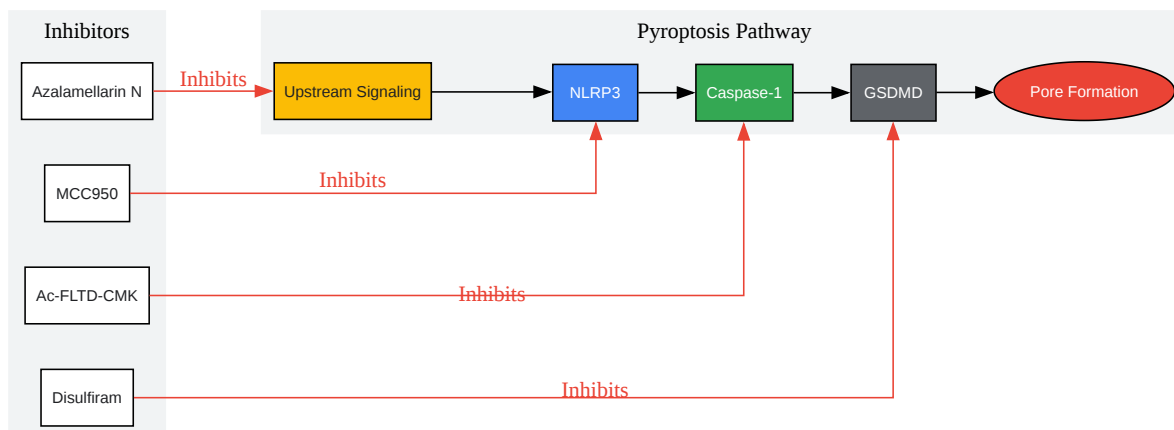 Inhibitors
Pyroptosis Pathway
Azalamellarin N
Inhibits
Upstream Signaling
NLRP3
Caspase-1
GSDMD
Pore Formation
MCC950
Inhibits
Ac-FLTD-CMK
Inhibits
Disulfiram
Inhibits